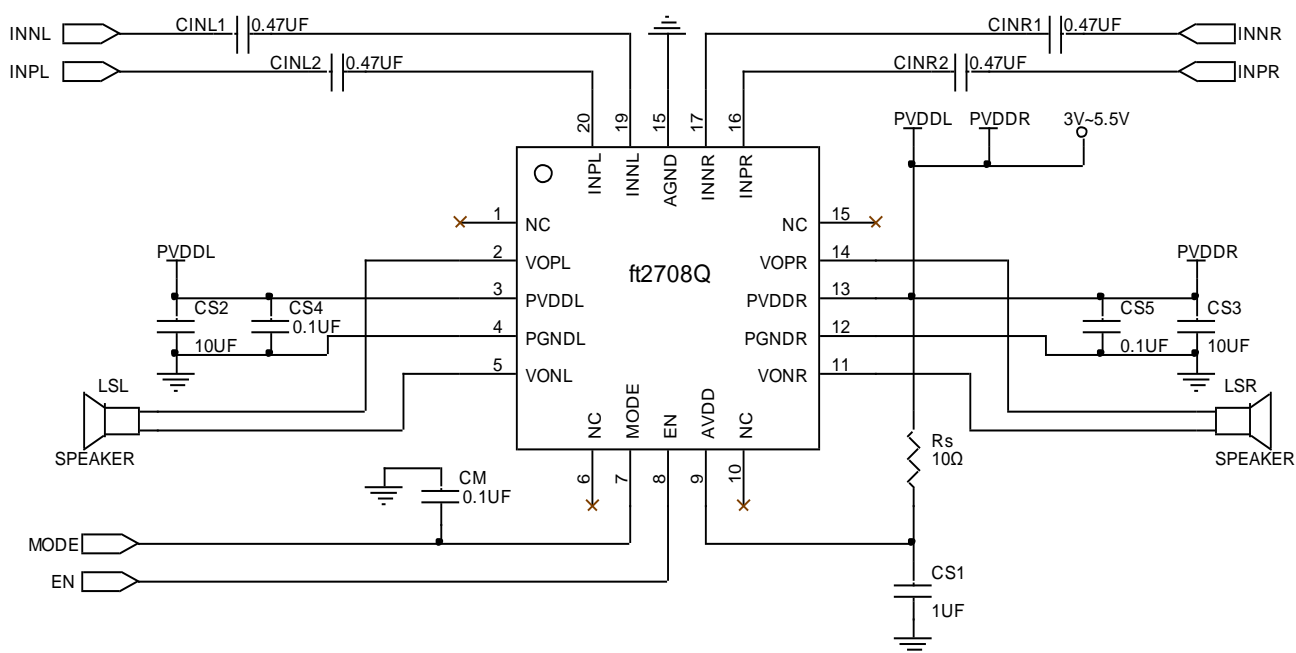 INNL
CINL1 0.47UF
CINR1 0.47UF
INNR
INPL
CINL2 0.47UF
CINR2 0.47UF
INPR
20
19
15
17
16
PVDDL
PVDDR
3V~5.5V
INPL
INNL
AGND
INNR
INPR
1
NC
NC
15
PVDDL
2
VOPL
ft2708Q
VOPR
14
PVDDR
3
PVDDL
PVDDR
13
CS2
CS4
0.1UF
CS5
CS3
4
PGNDL
PGNDR
12
10UF
0.1UF
10UF
5
VONL
VONR
11
LSL
LSR
NC
MODE
EN
AVDD
NC
SPEAKER
SPEAKER
Rs
10Ω
6
7
8
9
10
CM
0.1UF
MODE
EN
CS1
1UF